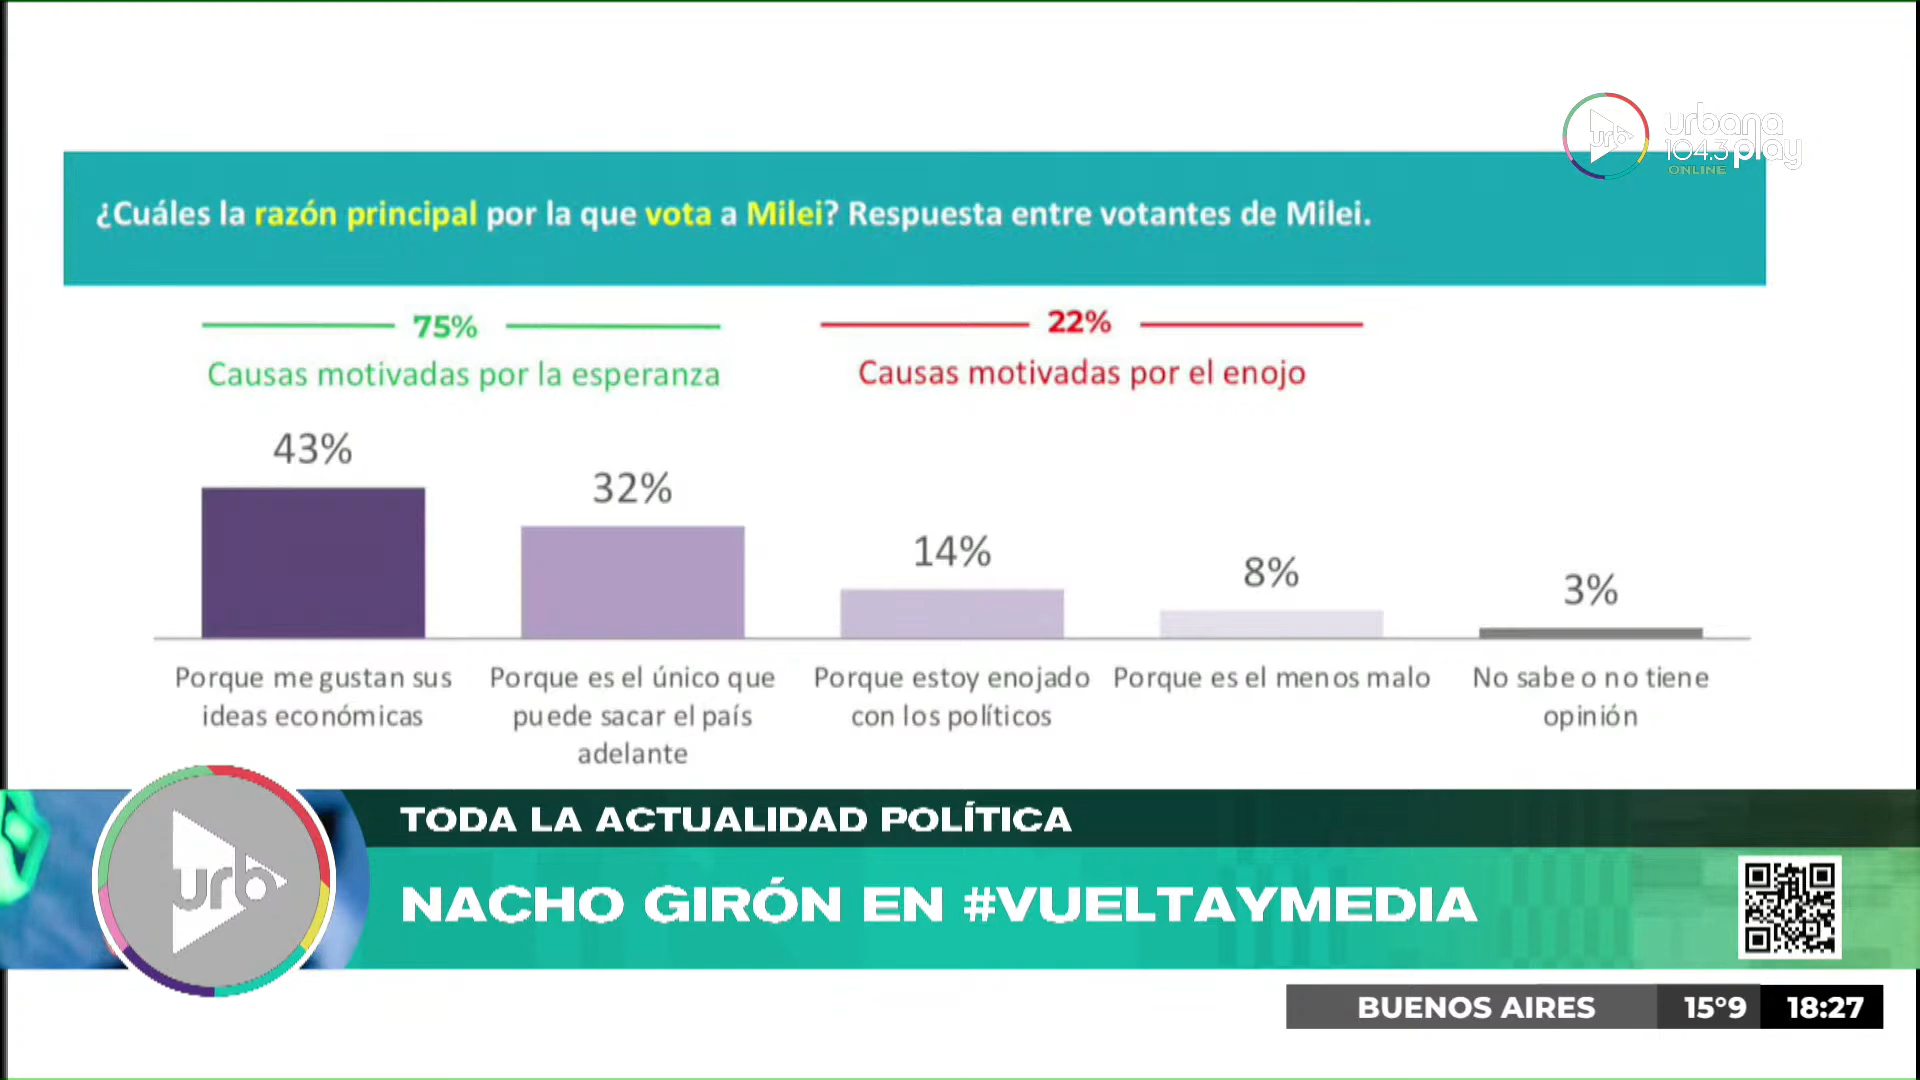 urb
urbana
104.3 play
ONLINE
¿Cuáles la razón principal por la que vota a Milei? Respuesta entre votantes de Milei.
75%
Causas motivadas por la esperanza
22%
Causas motivadas por el enojo
43%
32%
14%
8%
3%
Porque me gustan sus
ideas económicas
Porque es el único que
puede sacar el país
adelante
Porque estoy enojado
con los políticos
Porque es el menos malo
No sabe o no tiene
opinión
urb
TODA LA ACTUALIDAD POLÍTICA
NACHO GIRÓN EN #VUELTAYMEDIA
BUENOS AIRES 15°9 18:27